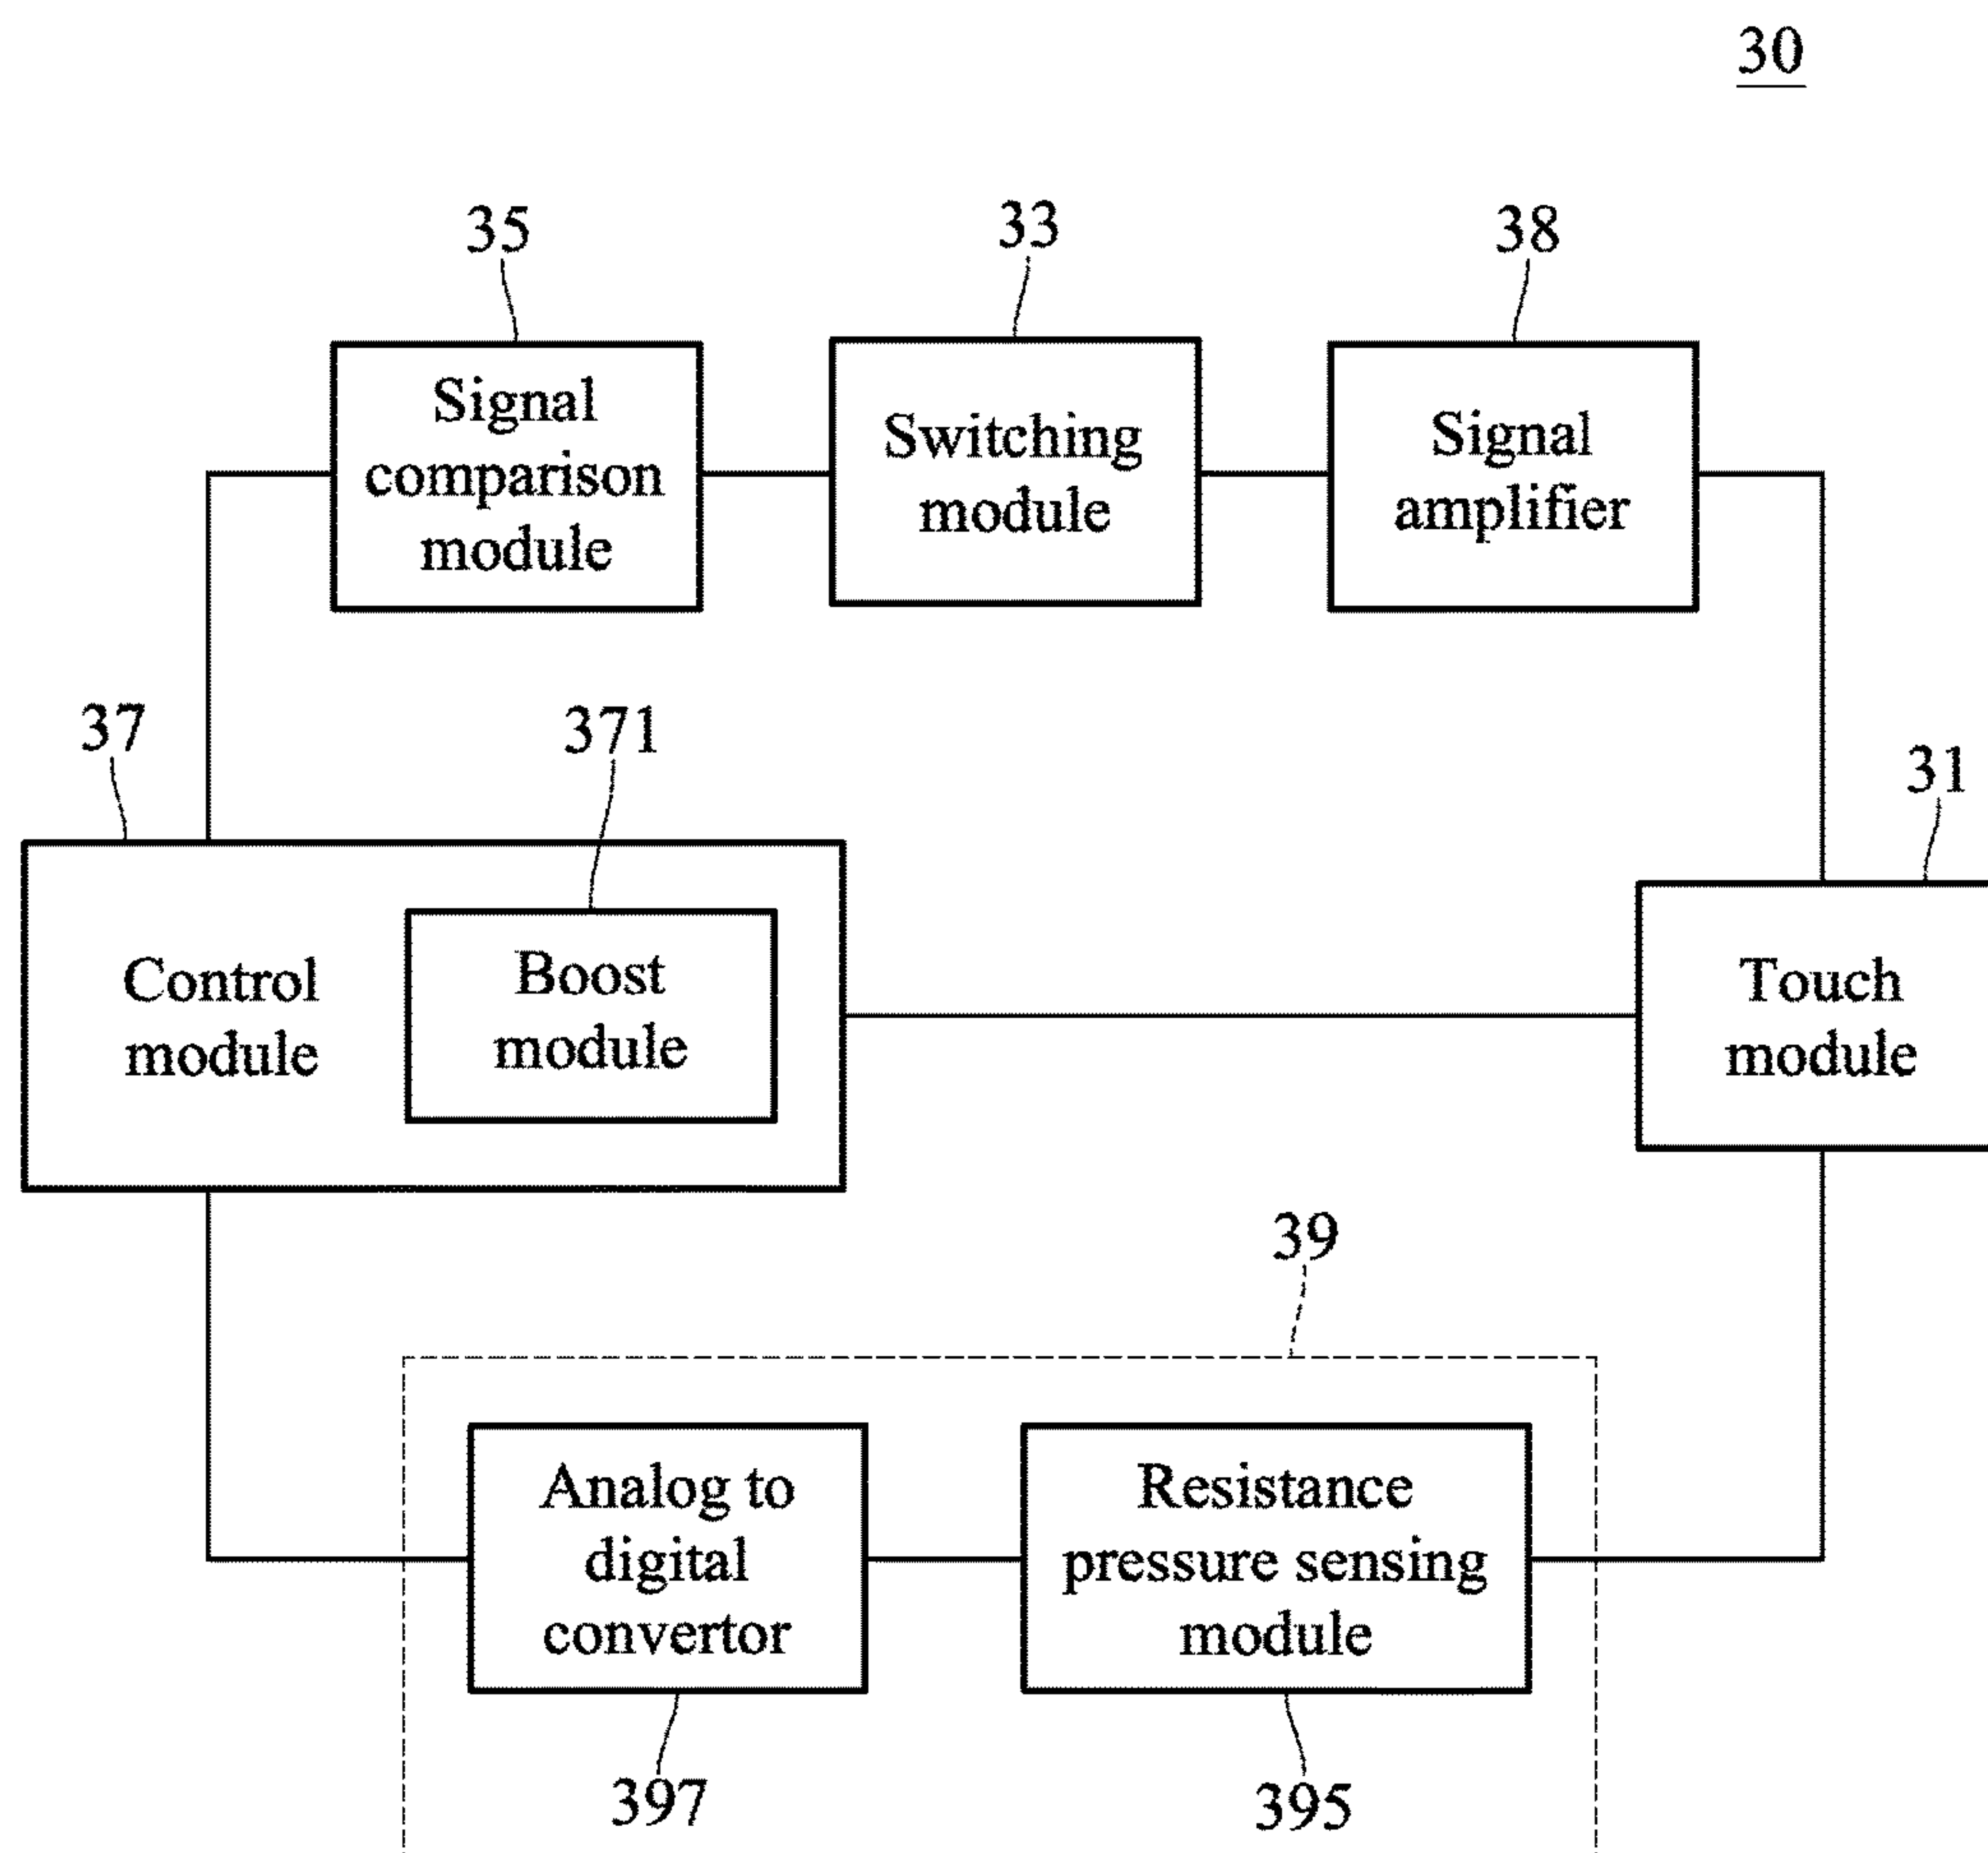 30
35
33
38
Signal
comparison
module
Switching
module
Signal
amplifier
37
371
31
Control
module
Boost
module
Touch
module
39
Analog to
digital
convertor
Resistance
pressure sensing
module
397
395